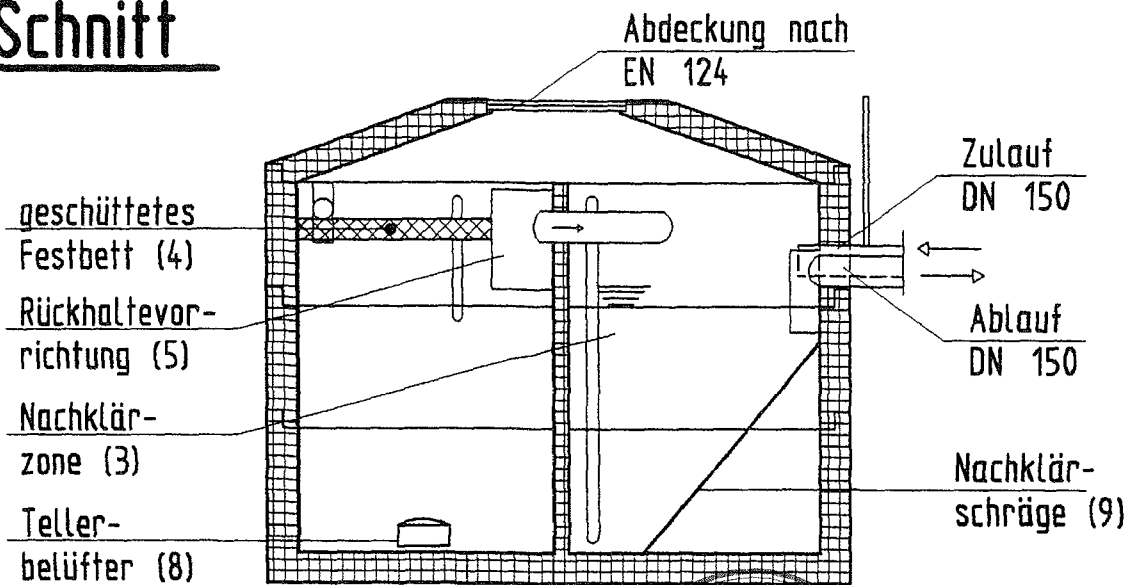 Schnitt
Abdeckung nach
EN 124
Zulauf
DN 150
geschüttetes
Festbett (4)
Rückhaltevor-
richtung (5)
Ablauf
DN 150
Nachklär-
zone (3)
Nachklär-
schräge (9)
Teller-
belüfter (8)